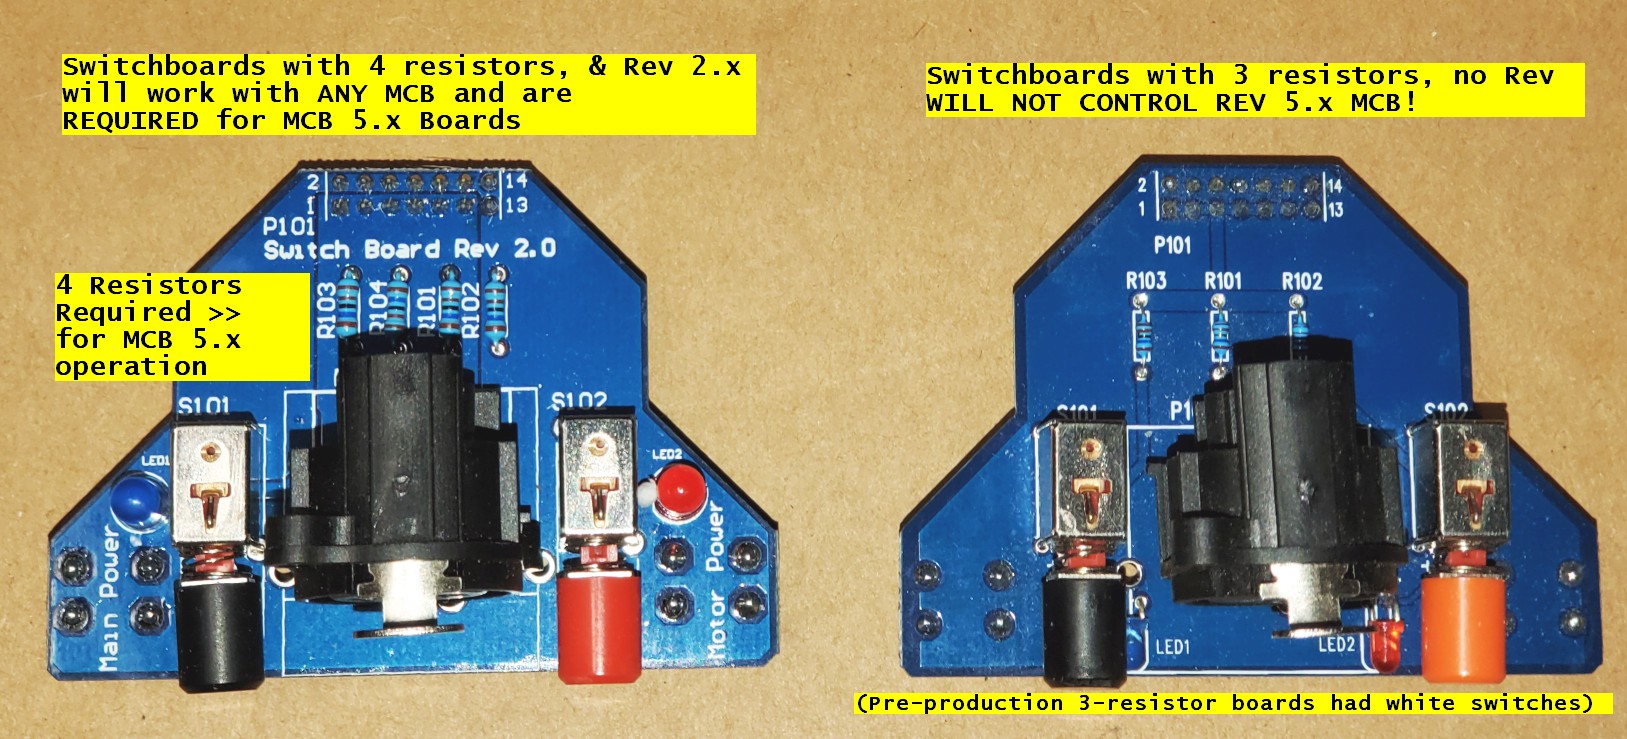 Switchboards with 4 resistors, & Rev 2.x
will work with ANY MCB and are
REQUIRED for MCB 5.x Boards
Switchboards with 3 resistors, no Rev
WILL NOT CONTROL REV 5.x MCB!
2 14
1 13
P101
Switch Board Rev 2.0
4 Resistors
Required >>
for MCB 5.x
operation
R103
R104
R101
R102
S101
S102
LED1
LED2
Main Power
Motor Power
2 14
1 13
P101
R103 R101 R102
S101
P1
S102
LED1
LED2
(Pre-production 3-resistor boards had white switches)